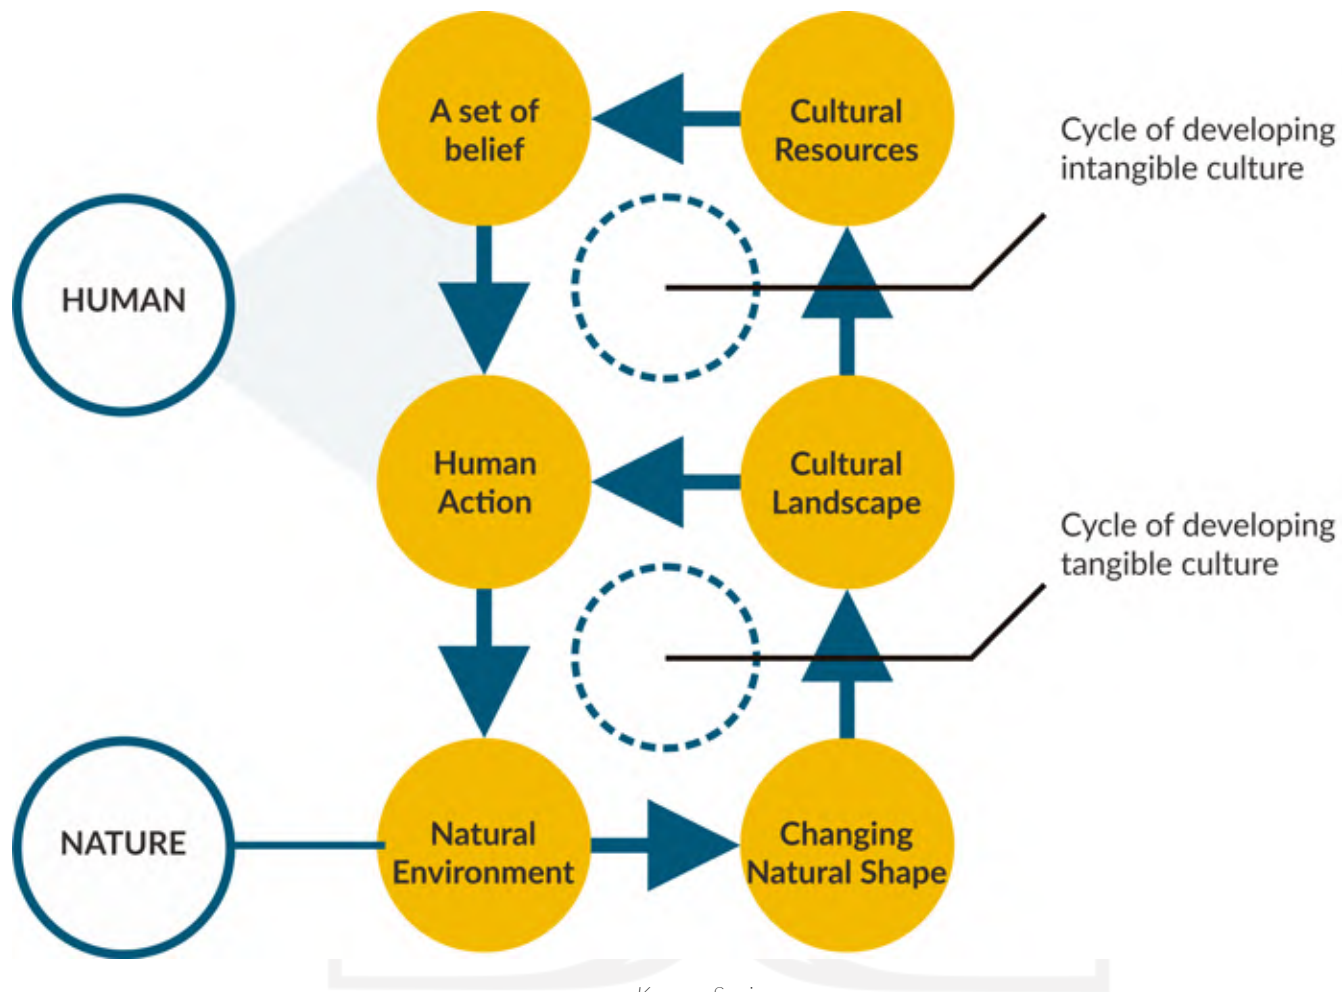 A set of
belief
Cultural
Resources
Cycle of developing
intangible culture
HUMAN
Human
Action
Cultural
Landscape
Cycle of developing
tangible culture
NATURE
Natural
Environment
Changing
Natural Shape